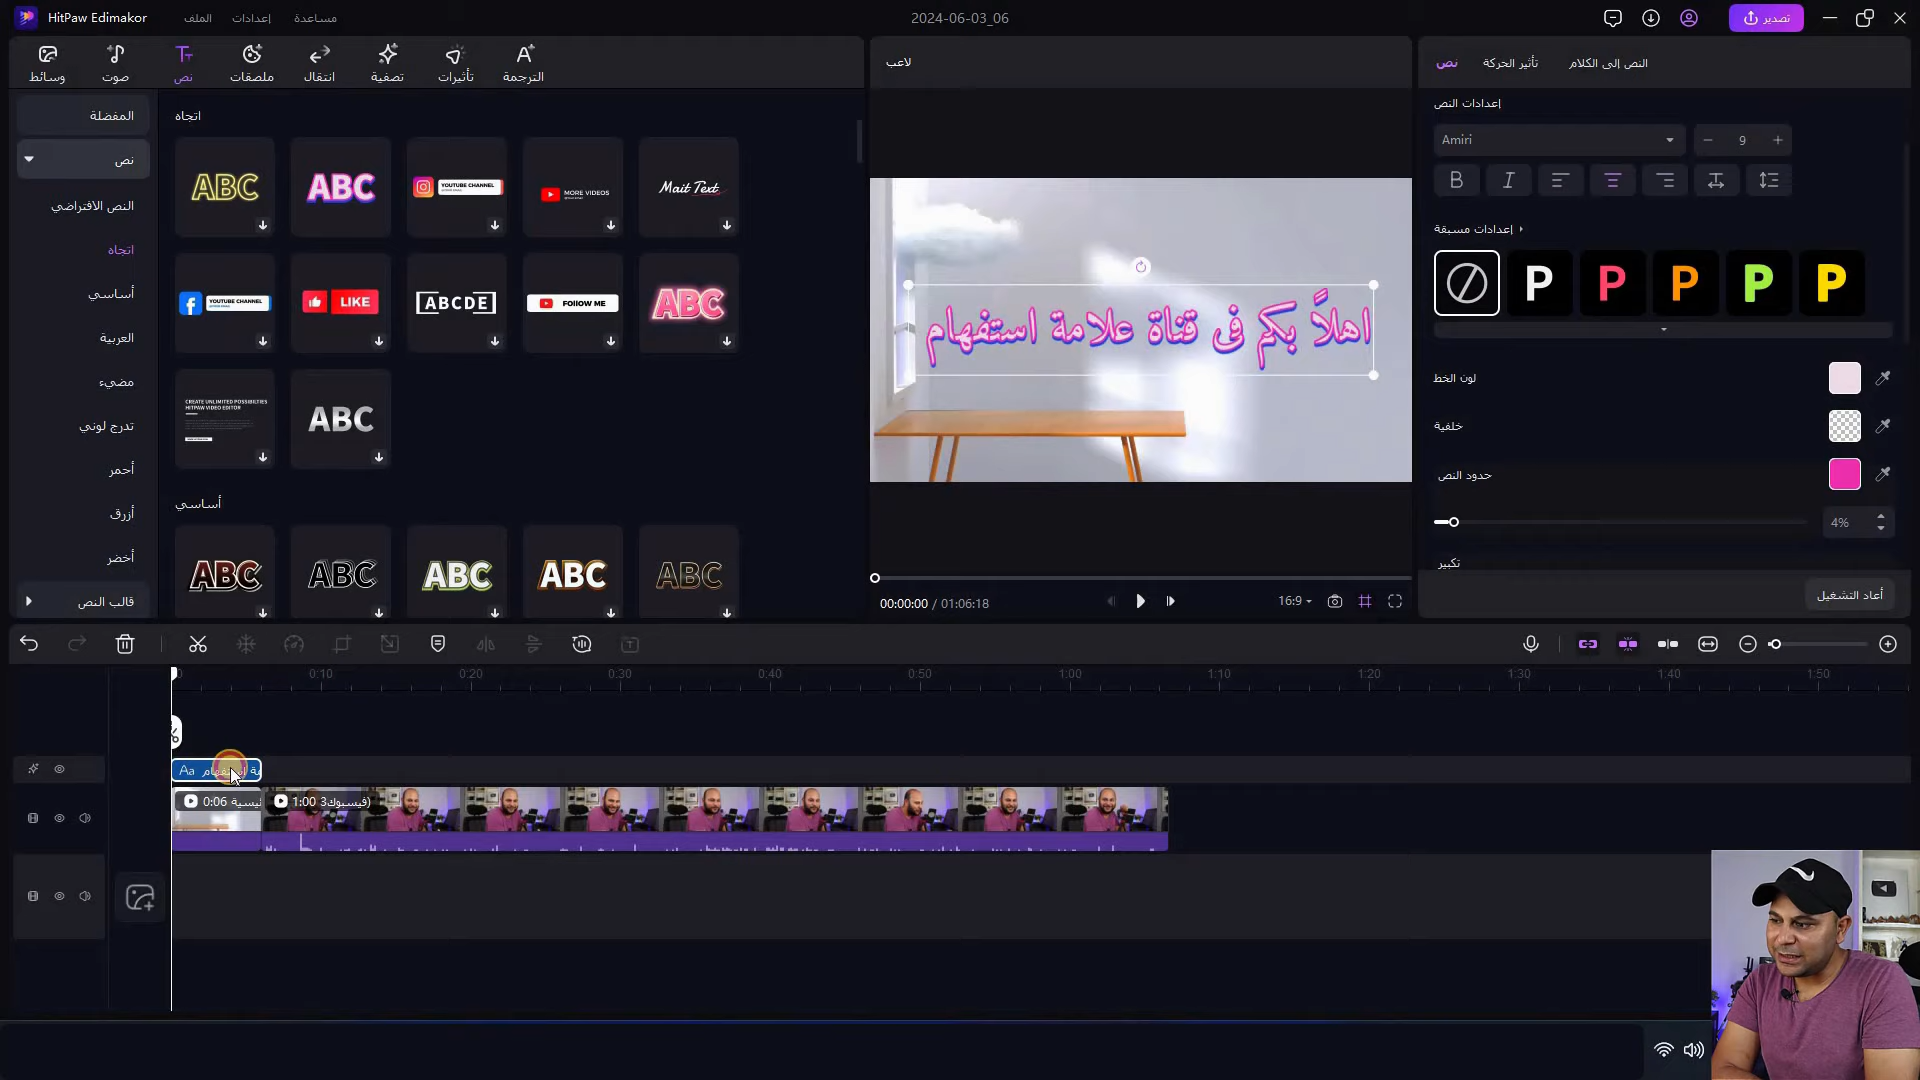 HitPaw Edimakor
الملف
إعدادات
مساعدة
2024-06-03_06
تصدير
وسائط
صوت
نص
ملصقات
انتقال
تصفية
تأثيرات
الترجمة
المفضلة
نص
النص الافتراضي
اتجاه
أساسي
العربية
مضيء
تدرج لوني
أحمر
أزرق
أخضر
قالب النص
اتجاه
ABC
ABC
YOUTUBE CHANNEL
MORE VIDEOS
Mait Text
YOUTUBE CHANNEL
LIKE
ABCDE
FOllOW ME
ABC
CREATE UNLIMITED POSSIBILTIES
HITPAW VIDEO EDITOR
ABC
أساسي
ABC
ABC
ABC
ABC
ABC
لاعب
اهلاً بكم فى قناة علامة استفهام
00:00:00 / 01:06:18
16:9
نص
تأثير الحركة
النص إلى الكلام
إعدادات النص
Amiri
9
B
I
إعدادات مسبقة
P
P
P
P
P
لون الخط
خلفية
حدود النص
4%
تكبير
أعاد التشغيل
0:10
0:20
0:30
0:40
0:50
1:00
1:10
1:20
1:30
1:40
1:50
Aa
0:06
1:00 فيسبوك3)